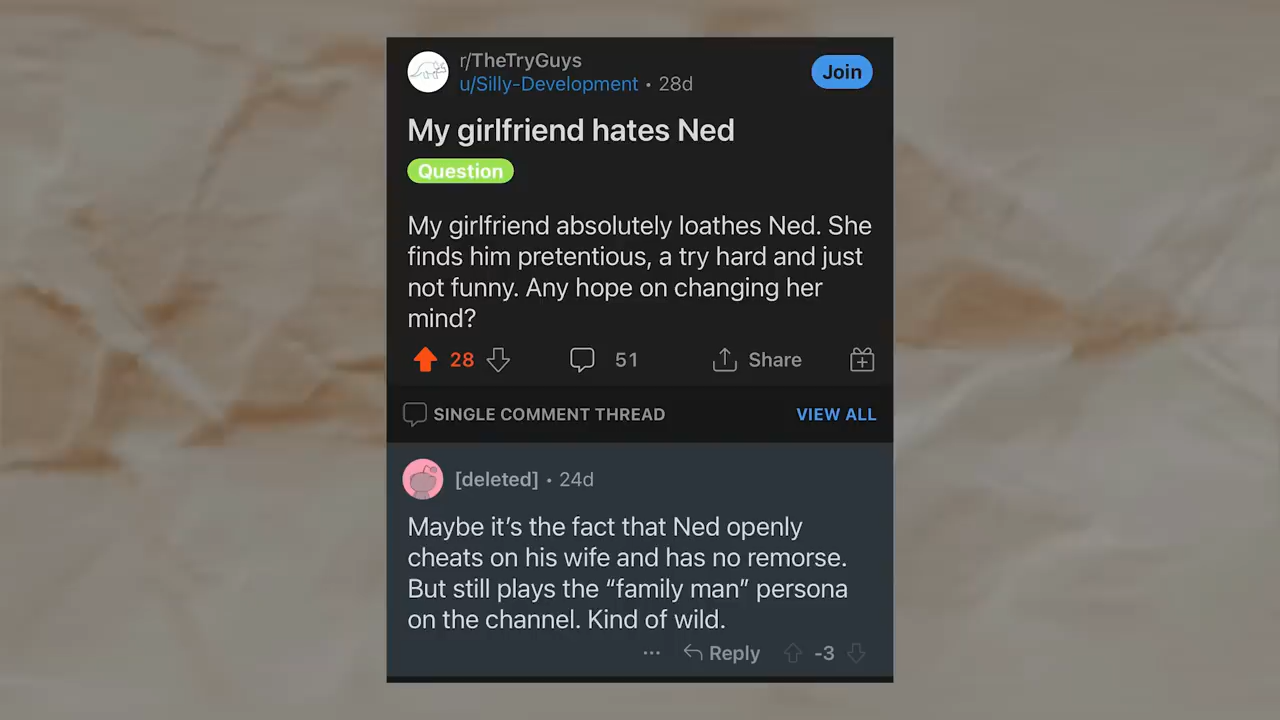 r/TheTryGuys
u/Silly-Development • 28d
Join
My girlfriend hates Ned
Question
My girlfriend absolutely loathes Ned. She
finds him pretentious, a try hard and just
not funny. Any hope on changing her
mind?
28
51
Share
SINGLE COMMENT THREAD
VIEW ALL
[deleted] • 24d
Maybe it’s the fact that Ned openly
cheats on his wife and has no remorse.
But still plays the “family man” persona
on the channel. Kind of wild.
... Reply -3